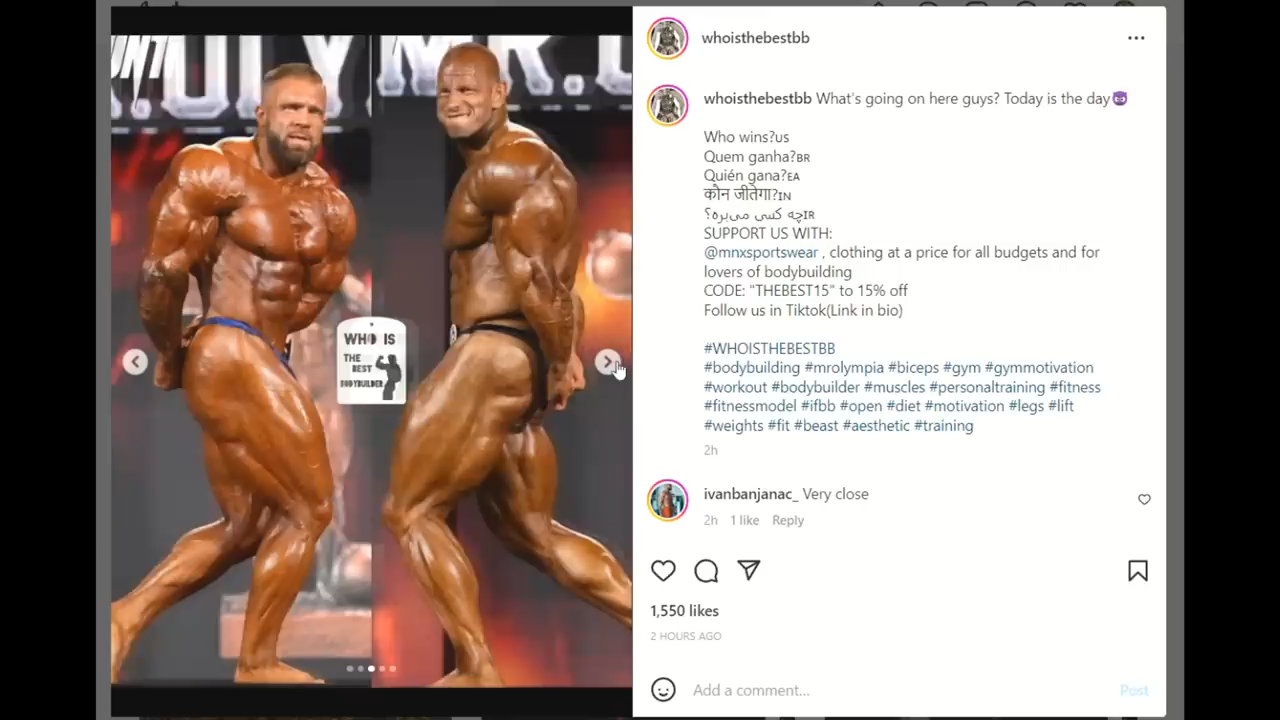 whoisthebestbb
whoisthebestbb What's going on here guys? Today is the day😈
Who wins?us
Quem ganha?BR
Quién gana?EA
कौन जीतेगा?IN
چه کسی می‌بره؟IR
SUPPORT US WITH:
@mnxsportswear , clothing at a price for all budgets and for
lovers of bodybuilding
CODE: "THEBEST15" to 15% off
Follow us in Tiktok(Link in bio)
#WHOISTHEBESTBB
#bodybuilding #mrolympia #biceps #gym #gymmotivation
#workout #bodybuilder #muscles #personaltraining #fitness
#fitnessmodel #ifbb #open #diet #motivation #legs #lift
#weights #fit #beast #aesthetic #training
2h
ivanbanjanac_ Very close
2h 1 like Reply
1,550 likes
2 HOURS AGO
Add a comment...
Post
WHO IS
THE
BEST
BODYBUILDER
MR.O